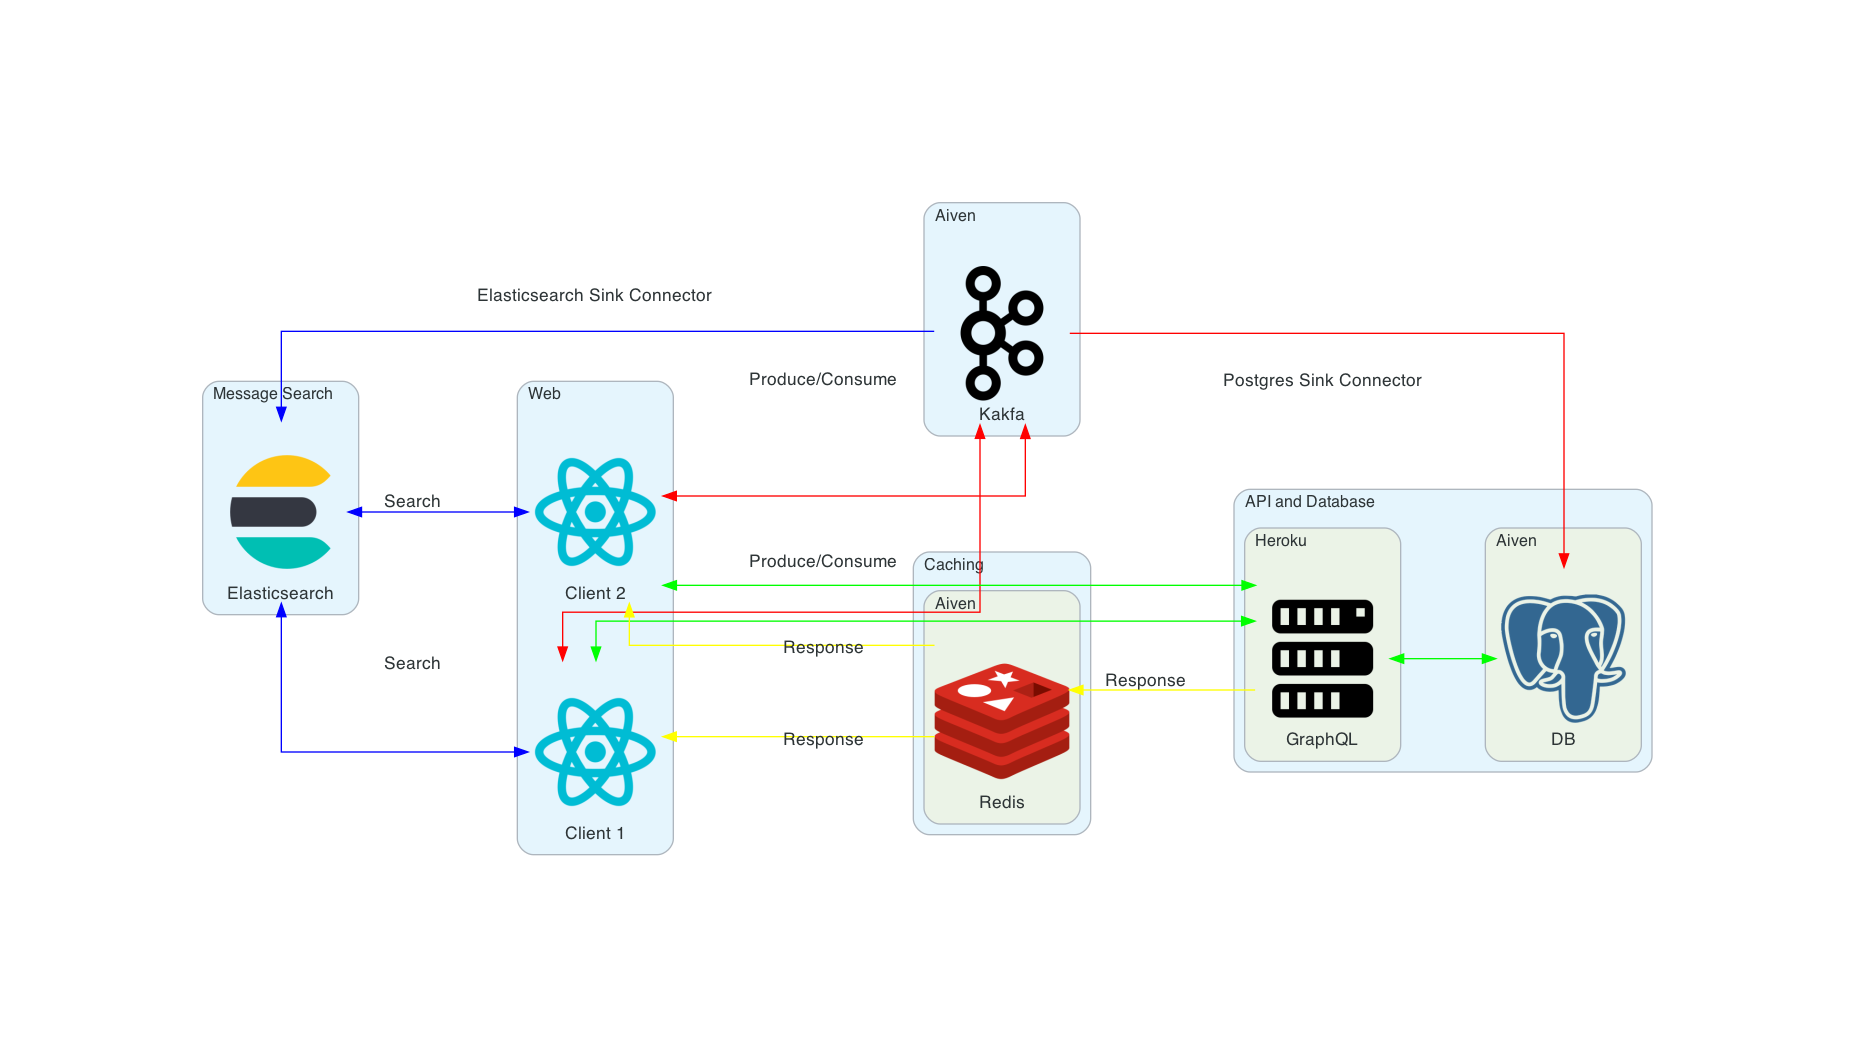 Aiven
Kakfa
Elasticsearch Sink Connector
Produce/Consume
Postgres Sink Connector
Message Search
Elasticsearch
Search
Search
Web
Client 2
Client 1
Produce/Consume
Response
Response
Caching
Aiven
Redis
Response
API and Database
Heroku
GraphQL
Aiven
DB